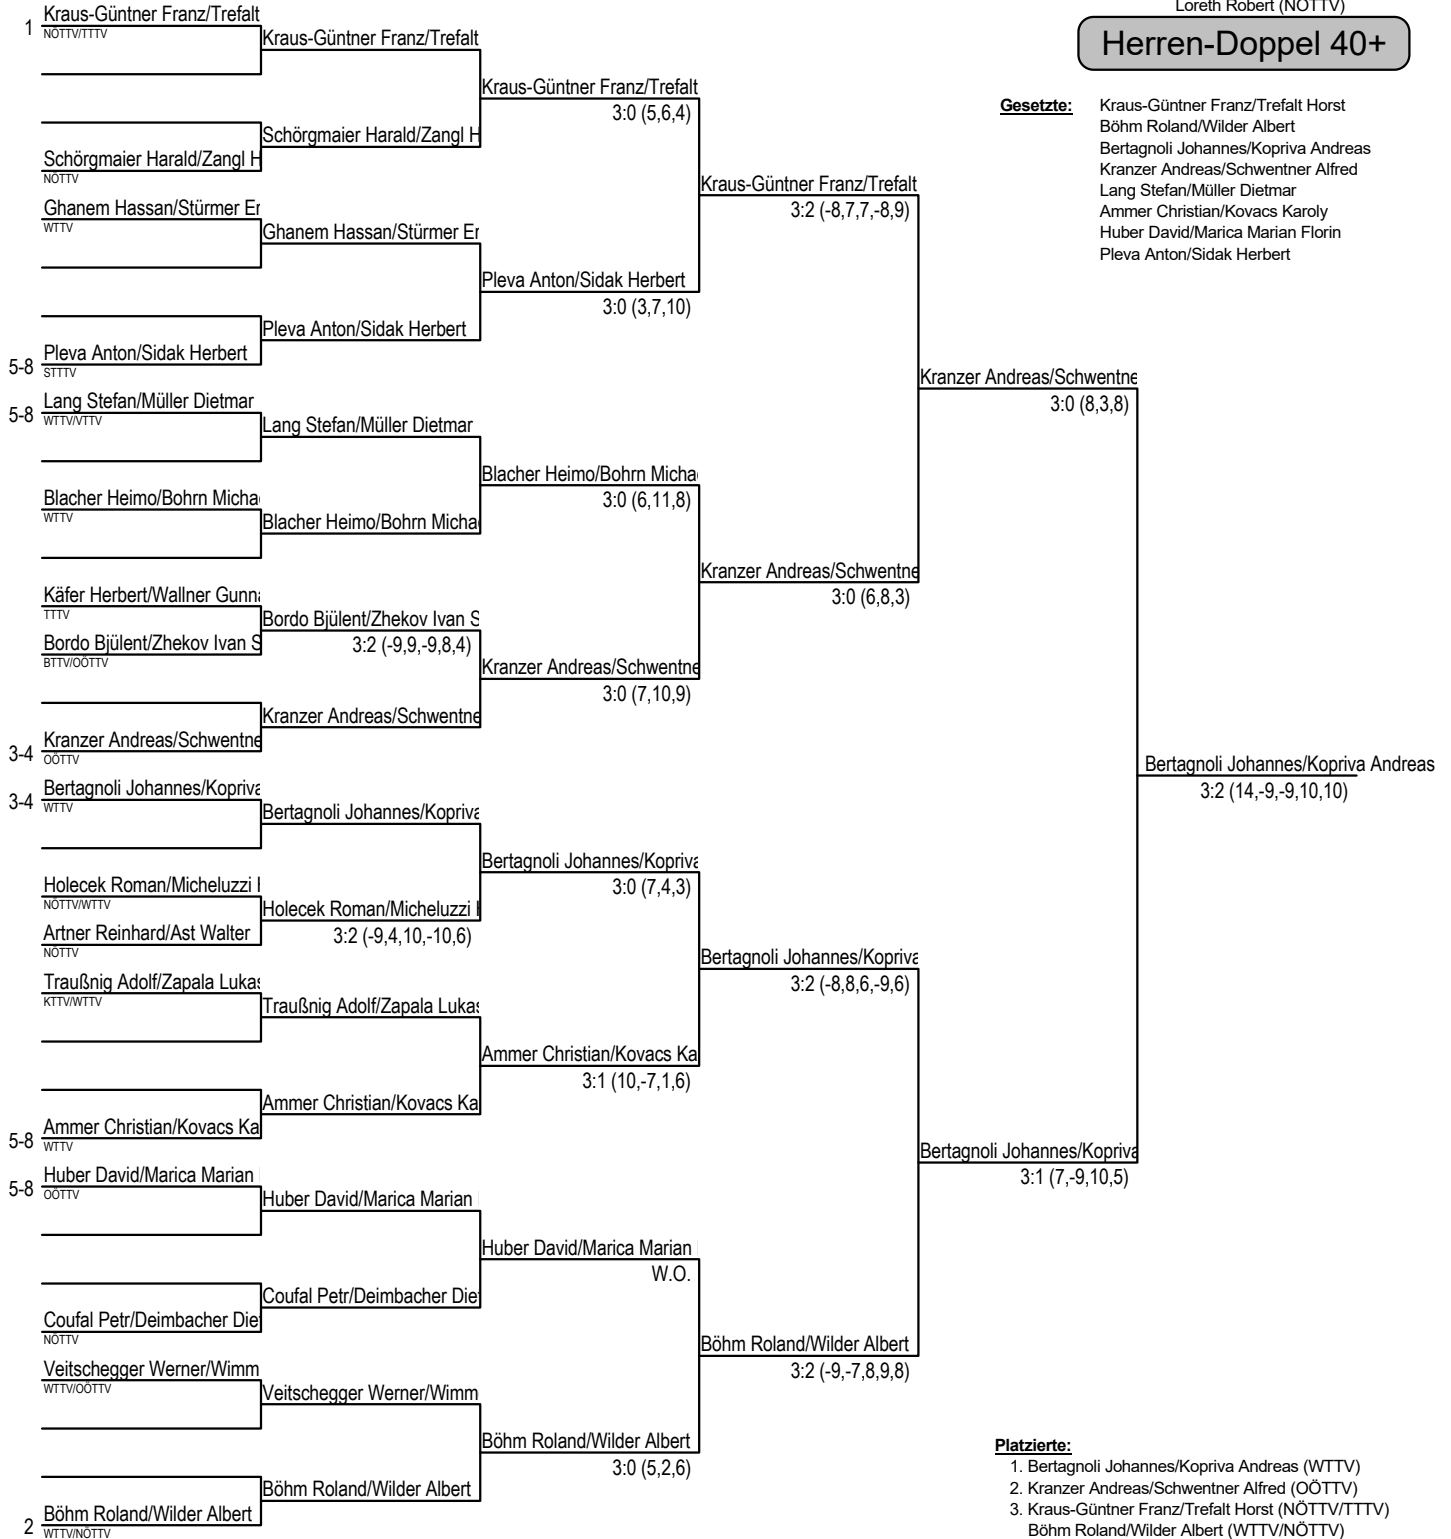 Loreth Robert (NÖTTV)
Herren-Doppel 40+
Gesetzte: Kraus-Güntner Franz/Trefalt Horst
Böhm Roland/Wilder Albert
Bertagnoli Johannes/Kopriva Andreas
Kranzer Andreas/Schwentner Alfred
Lang Stefan/Müller Dietmar
Ammer Christian/Kovacs Karoly
Huber David/Marica Marian Florin
Pleva Anton/Sidak Herbert
1 Kraus-Güntner Franz/Trefalt
NÖTTV/TTTV
Schörgmaier Harald/Zangl H
NÖTTV
Ghanem Hassan/Stürmer Er
WTTV
5-8 Pleva Anton/Sidak Herbert
STTTV
5-8 Lang Stefan/Müller Dietmar
WTTV/VTTV
Blacher Heimo/Bohrn Micha
WTTV
Käfer Herbert/Wallner Gunna
TTTV
Bordo Bjülent/Zhekov Ivan S
BTTV/OÖTTV
3-4 Kranzer Andreas/Schwentne
OÖTTV
3-4 Bertagnoli Johannes/Kopriva
WTTV
Holecek Roman/Micheluzzi
NÖTTV/WTTV
Artner Reinhard/Ast Walter
NÖTTV
Traußnig Adolf/Zapala Lukas
KTTV/WTTV
5-8 Ammer Christian/Kovacs Ka
WTTV
5-8 Huber David/Marica Marian
OÖTTV
Coufal Petr/Deimbacher Die
NÖTTV
Veitschegger Werner/Wimm
WTTV/OÖTTV
2 Böhm Roland/Wilder Albert
WTTV/NÖTTV
Kraus-Güntner Franz/Trefalt
Schörgmaier Harald/Zangl H
Ghanem Hassan/Stürmer Er
Pleva Anton/Sidak Herbert
Lang Stefan/Müller Dietmar
Blacher Heimo/Bohrn Micha
Bordo Bjülent/Zhekov Ivan S
3:2 (-9,9,-9,8,4)
Kranzer Andreas/Schwentne
Bertagnoli Johannes/Kopriva
Holecek Roman/Micheluzzi
3:2 (-9,4,10,-10,6)
Traußnig Adolf/Zapala Lukas
Ammer Christian/Kovacs Ka
Huber David/Marica Marian
Coufal Petr/Deimbacher Die
Veitschegger Werner/Wimm
Böhm Roland/Wilder Albert
Kraus-Güntner Franz/Trefalt
3:0 (5,6,4)
Pleva Anton/Sidak Herbert
3:0 (3,7,10)
Blacher Heimo/Bohrn Micha
3:0 (6,11,8)
Kranzer Andreas/Schwentne
3:0 (7,10,9)
Bertagnoli Johannes/Kopriva
3:0 (7,4,3)
Ammer Christian/Kovacs Ka
3:1 (10,-7,1,6)
Huber David/Marica Marian
W.O.
Böhm Roland/Wilder Albert
3:0 (5,2,6)
Kraus-Güntner Franz/Trefalt
3:2 (-8,7,7,-8,9)
Kranzer Andreas/Schwentne
3:0 (6,8,3)
Bertagnoli Johannes/Kopriva
3:2 (-8,8,6,-9,6)
Böhm Roland/Wilder Albert
3:2 (-9,-7,8,9,8)
Kranzer Andreas/Schwentne
3:0 (8,3,8)
Bertagnoli Johannes/Kopriva
3:1 (7,-9,10,5)
Bertagnoli Johannes/Kopriva Andreas
3:2 (14,-9,-9,10,10)
Platzierte:
1. Bertagnoli Johannes/Kopriva Andreas (WTTV)
2. Kranzer Andreas/Schwentner Alfred (OÖTTV)
3. Kraus-Güntner Franz/Trefalt Horst (NÖTTV/TTTV)
Böhm Roland/Wilder Albert (WTTV/NÖTTV)